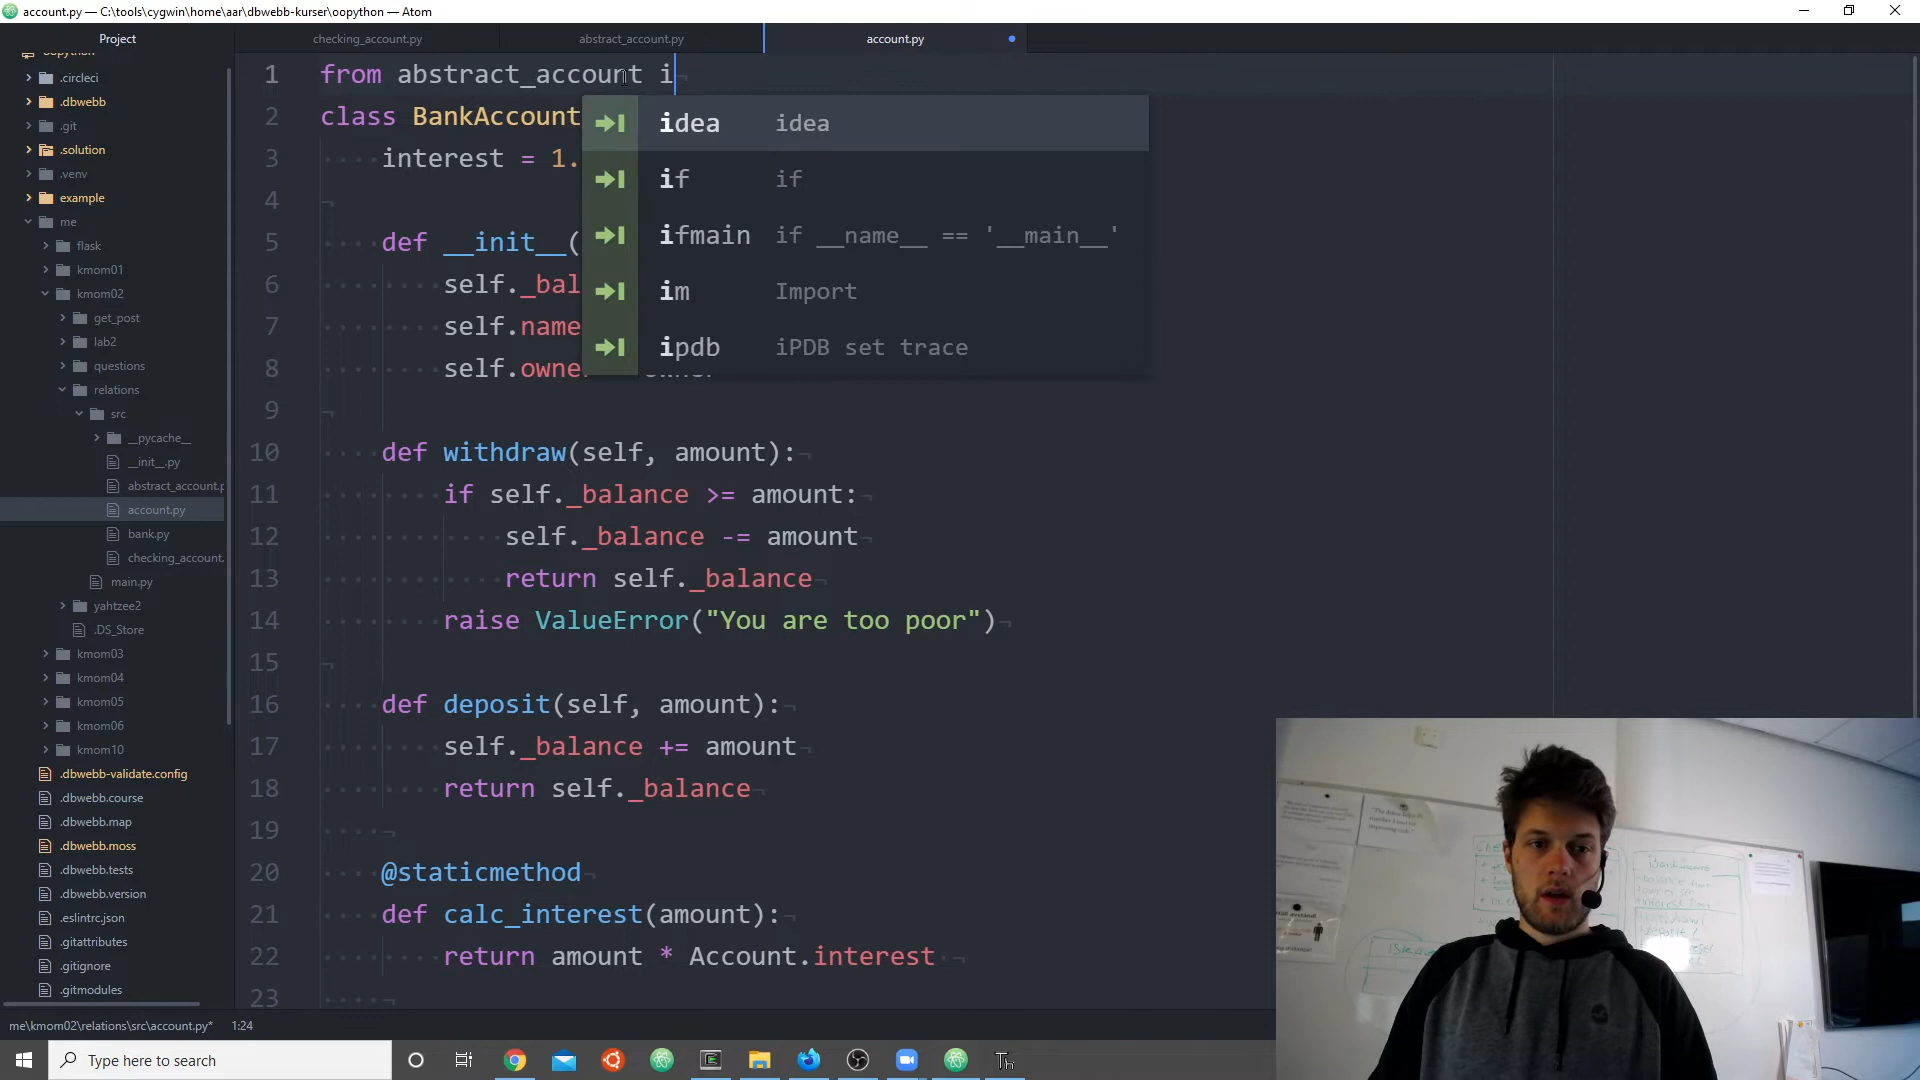 account.py — C:\tools\cygwin\home\aar\dbwebb-kurser\oopython — Atom
Project
checking_account.py
abstract_account.py
account.py
.circleci
.dbwebb
.git
.solution
.venv
example
me
flask
kmom01
kmom02
get_post
lab2
questions
relations
src
__pycache__
__init__.py
abstract_account.p
account.py
bank.py
checking_account.
main.py
yahtzee2
.DS_Store
kmom03
kmom04
kmom05
kmom06
kmom10
.dbwebb-validate.config
.dbwebb.course
.dbwebb.map
.dbwebb.moss
.dbwebb.tests
.dbwebb.version
.eslintrc.json
.gitattributes
.gitignore
.gitmodules
1 from abstract_account i
2 class BankAccount
3 interest = 1.
4
5 def __init__(
6 self._bal
7 self.name
8 self.owne
9
10 def withdraw(self, amount):
11 if self._balance >= amount:
12 self._balance -= amount
13 return self._balance
14 raise ValueError("You are too poor")
15
16 def deposit(self, amount):
17 self._balance += amount
18 return self._balance
19
20 @staticmethod
21 def calc_interest(amount):
22 return amount * Account.interest
23
idea idea
if if
ifmain if __name__ == '__main__'
im Import
ipdb iPDB set trace
me\kmom02\relations\src\account.py* 1:24
Type here to search